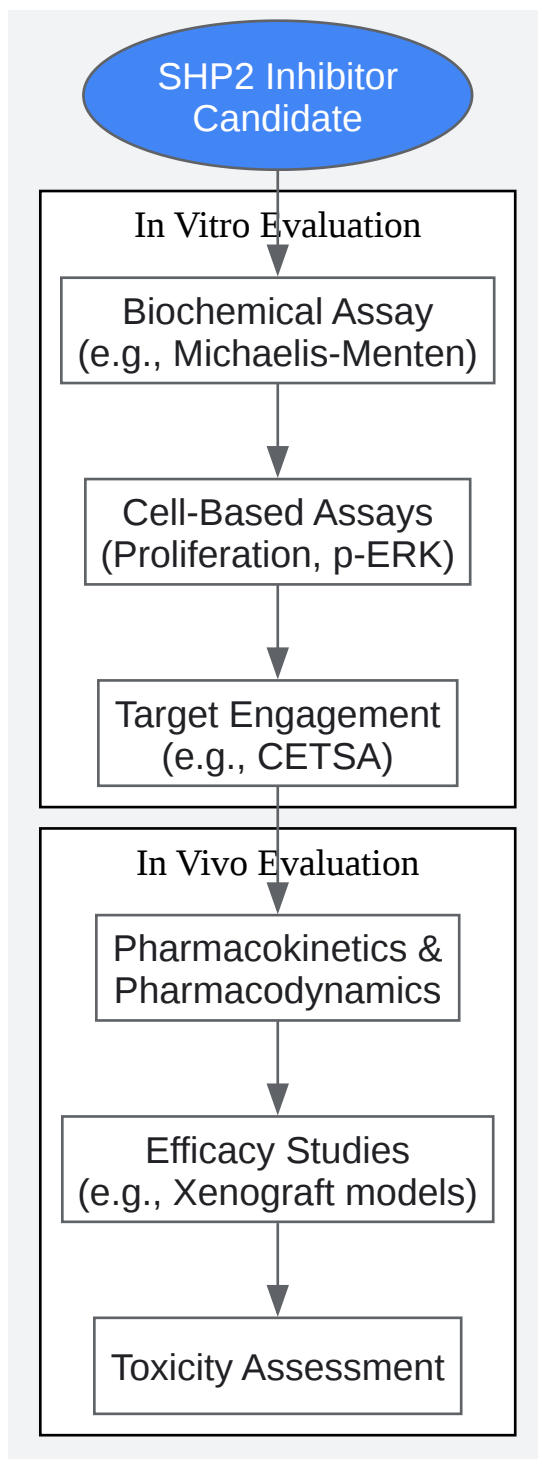 SHP2 Inhibitor
Candidate
In Vitro Evaluation
Biochemical Assay
(e.g., Michaelis-Menten)
Cell-Based Assays
(Proliferation, p-ERK)
Target Engagement
(e.g., CETSA)
In Vivo Evaluation
Pharmacokinetics &
Pharmacodynamics
Efficacy Studies
(e.g., Xenograft models)
Toxicity Assessment